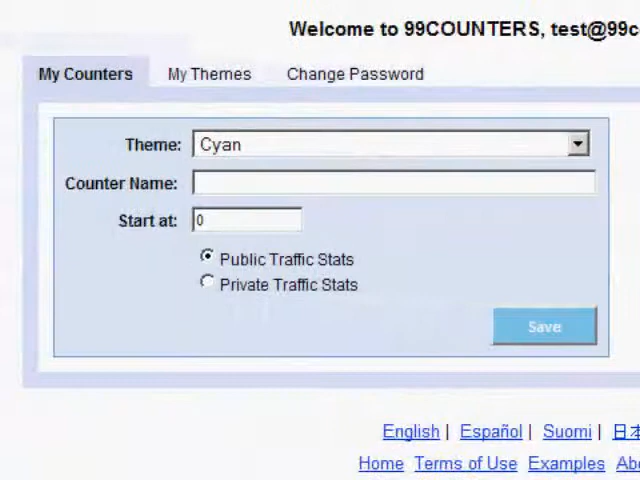 Welcome to 99COUNTERS, test@99c
My Counters My Themes Change Password
Theme: Cyan
Counter Name:
Start at: 0
Public Traffic Stats
Private Traffic Stats
Save
English | Español | Suomi | 日本
Home Terms of Use Examples Abo